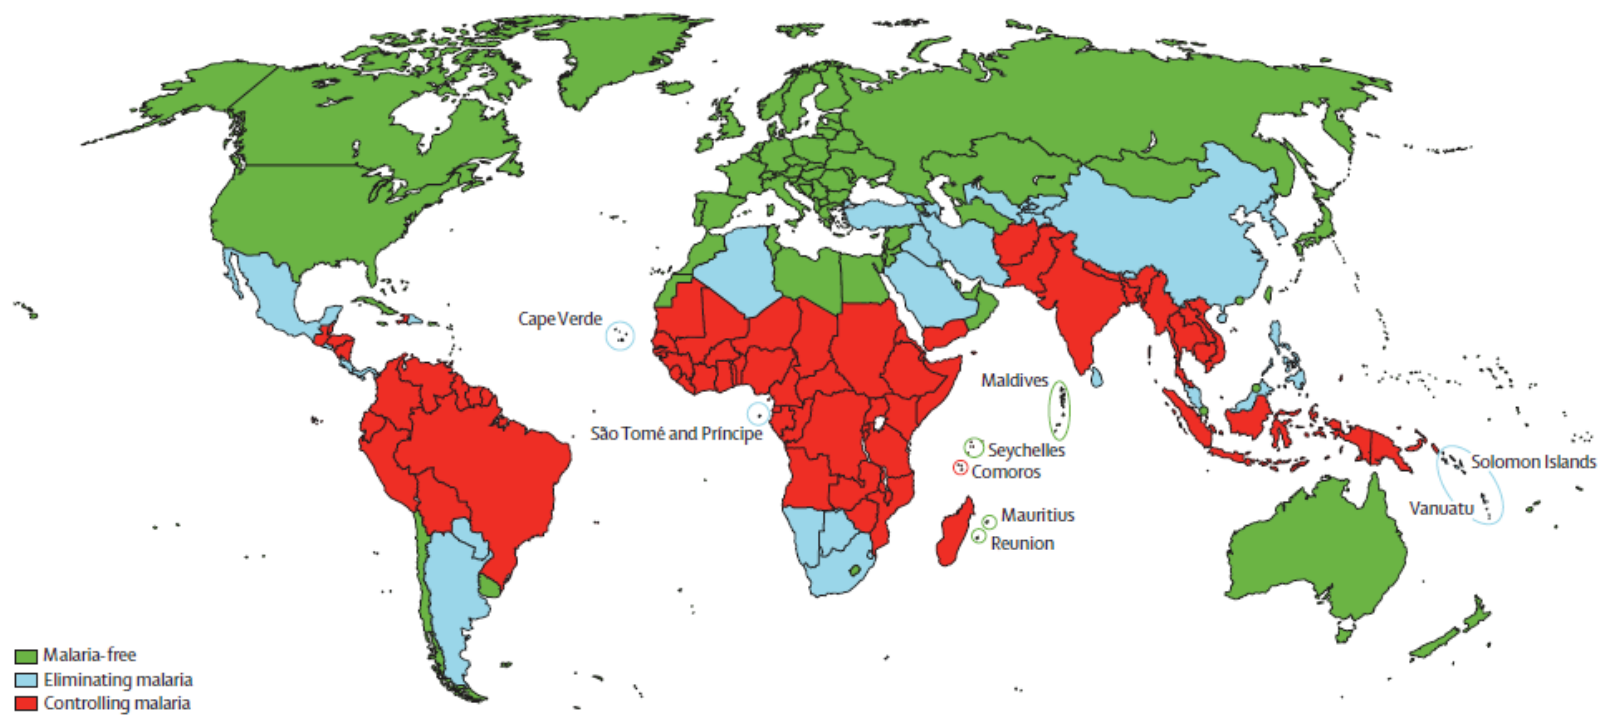 Cape Verde
São Tomé and Príncipe
Maldives
Seychelles
Comoros
Mauritius
Reunion
Solomon Islands
Vanuatu
Malaria-free
Eliminating malaria
Controlling malaria